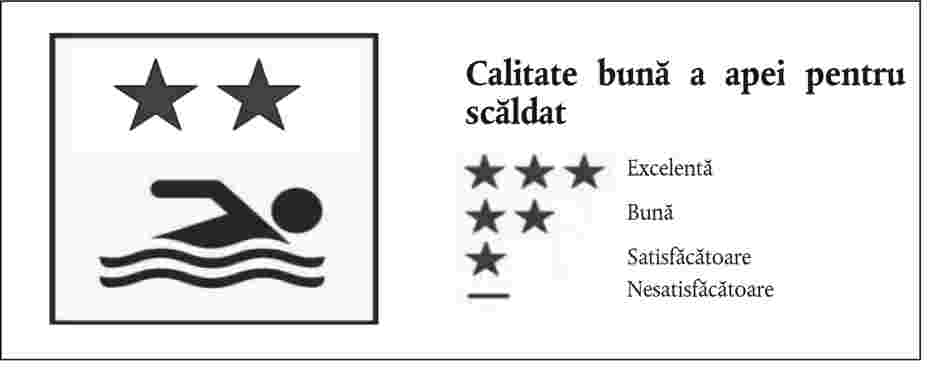 Calitate bună a apei pentru
scăldat
Excelentă
Bună
Satisfăcătoare
Nesatisfăcătoare